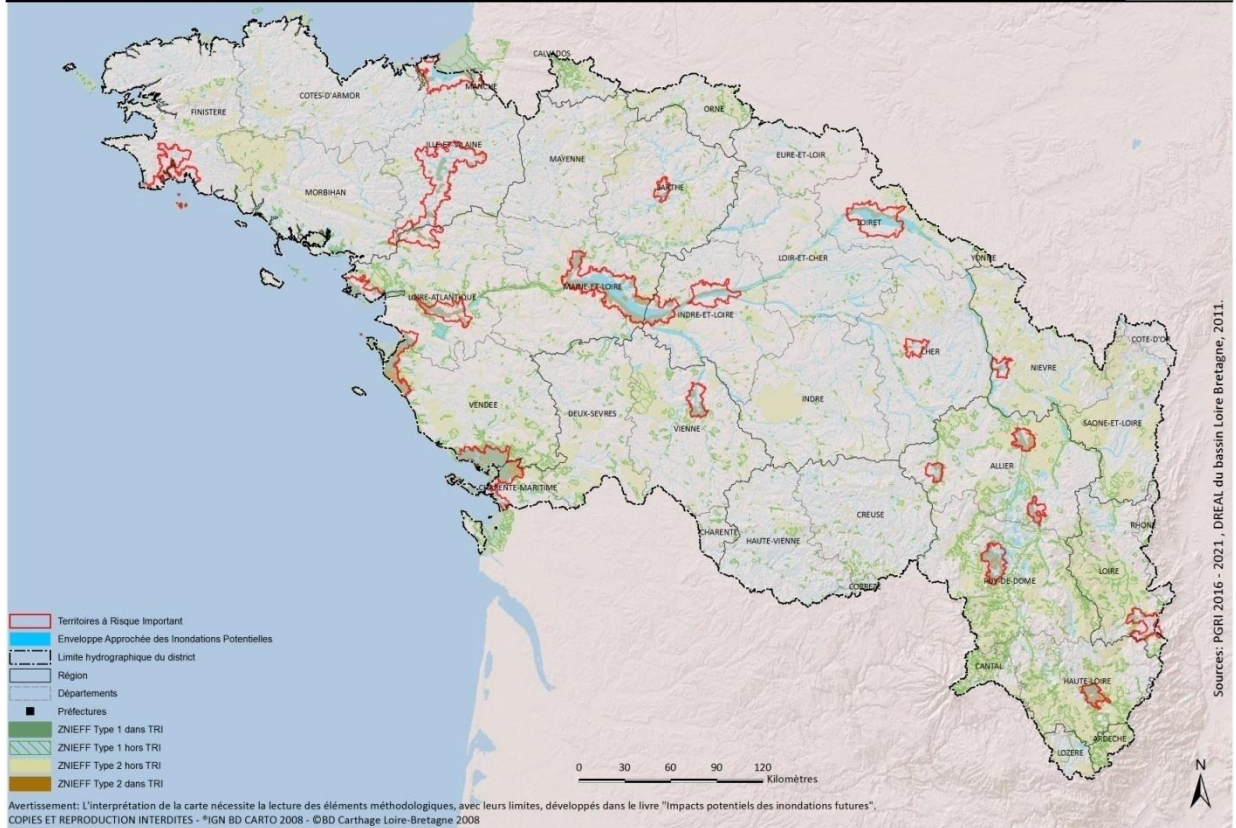 CALVADOS
MANCHE
COTES-D'ARMOR
ORNE
FINISTERE
ILLE-ET-VILAINE
MAYENNE
EURE-ET-LOIR
MORBIHAN
SARTHE
LOIRET
LOIR-ET-CHER
YONNE
MAINE-ET-LOIRE
LOIRE-ATLANTIQUE
INDRE-ET-LOIRE
COTE-D'OR
CHER
NIEVRE
VENDEE
DEUX-SEVRES
INDRE
SAONE-ET-LOIRE
VIENNE
ALLIER
CHARENTE-MARITIME
CREUSE
RHONE
CHARENTE
HAUTE-VIENNE
LOIRE
PUY-DE-DOME
CORREZE
CANTAL
HAUTE-LOIRE
ARDECHE
LOZERE
Sources: PGRI 2016 - 2021 , DREAL du bassin Loire Bretagne, 2011.
Territoires à Risque Important
Enveloppe Approchée des Inondations Potentielles
Limite hydrographique du district
Région
Départements
Préfectures
ZNIEFF Type 1 dans TRI
ZNIEFF Type 1 hors TRI
ZNIEFF Type 2 hors TRI
ZNIEFF Type 2 dans TRI
0 30 60 90 120
Kilomètres
N
Avertissement: L'interprétation de la carte nécessite la lecture des éléments méthodologiques, avec leurs limites, développés dans le livre "Impacts potentiels des inondations futures".
COPIES ET REPRODUCTION INTERDITES - ®IGN BD CARTO 2008 - ©BD Carthage Loire-Bretagne 2008